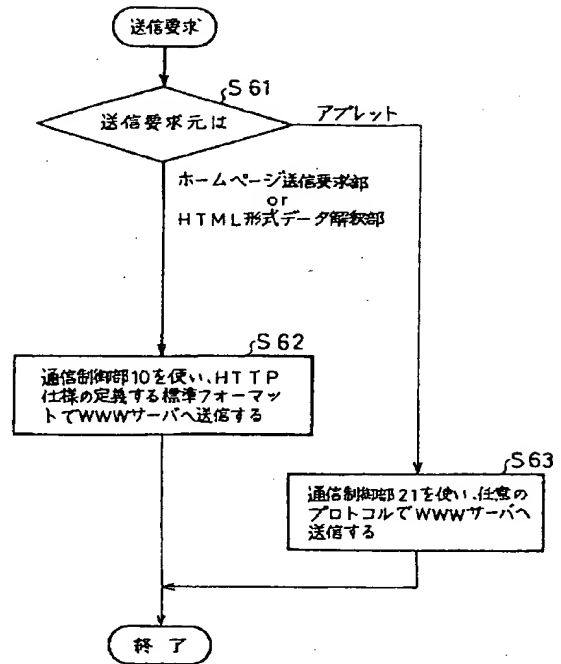 送信要求
S61
送信要求元は
アプレット
ホームページ送信要求部
or
HTML形式データ解釈部
S62
通信制御部10を使い、HTTP
仕様の定義する標準フォーマッ
トでWWWサーバへ送信する
S63
通信制御部21を使い、任意の
プロトコルでWWWサーバへ
送信する
終了